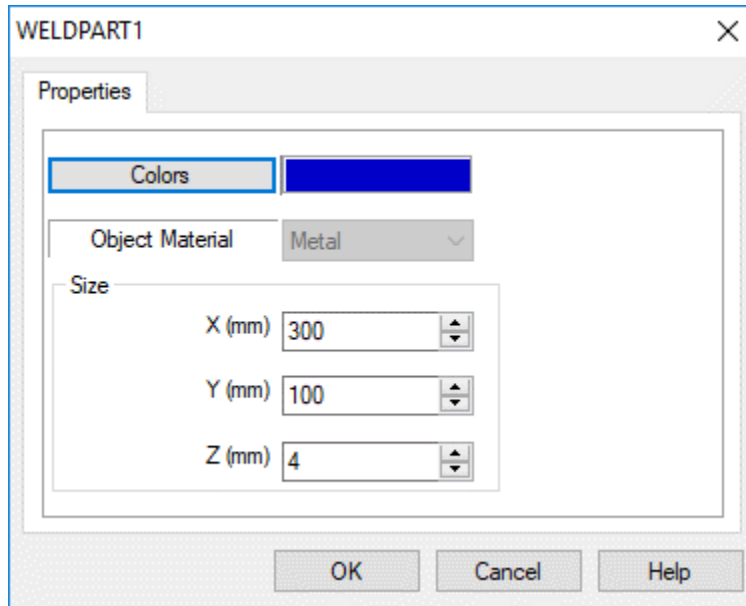 WELDPART1
Properties
Colors
Object Material Metal
Size
X (mm) 300
Y (mm) 100
Z (mm) 4
OK Cancel Help